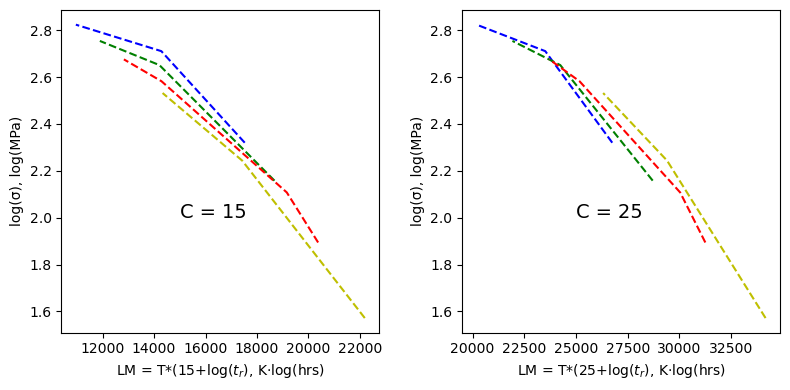 2.8
2.6
2.4
2.2
2.0
1.8
1.6
log(σ), log(MPa)
C = 15
12000 14000 16000 18000 20000 22000
LM = T*(15+log(t_r), K·log(hrs)
2.8
2.6
2.4
2.2
2.0
1.8
1.6
log(σ), log(MPa)
C = 25
20000 22500 25000 27500 30000 32500
LM = T*(25+log(t_r), K·log(hrs)